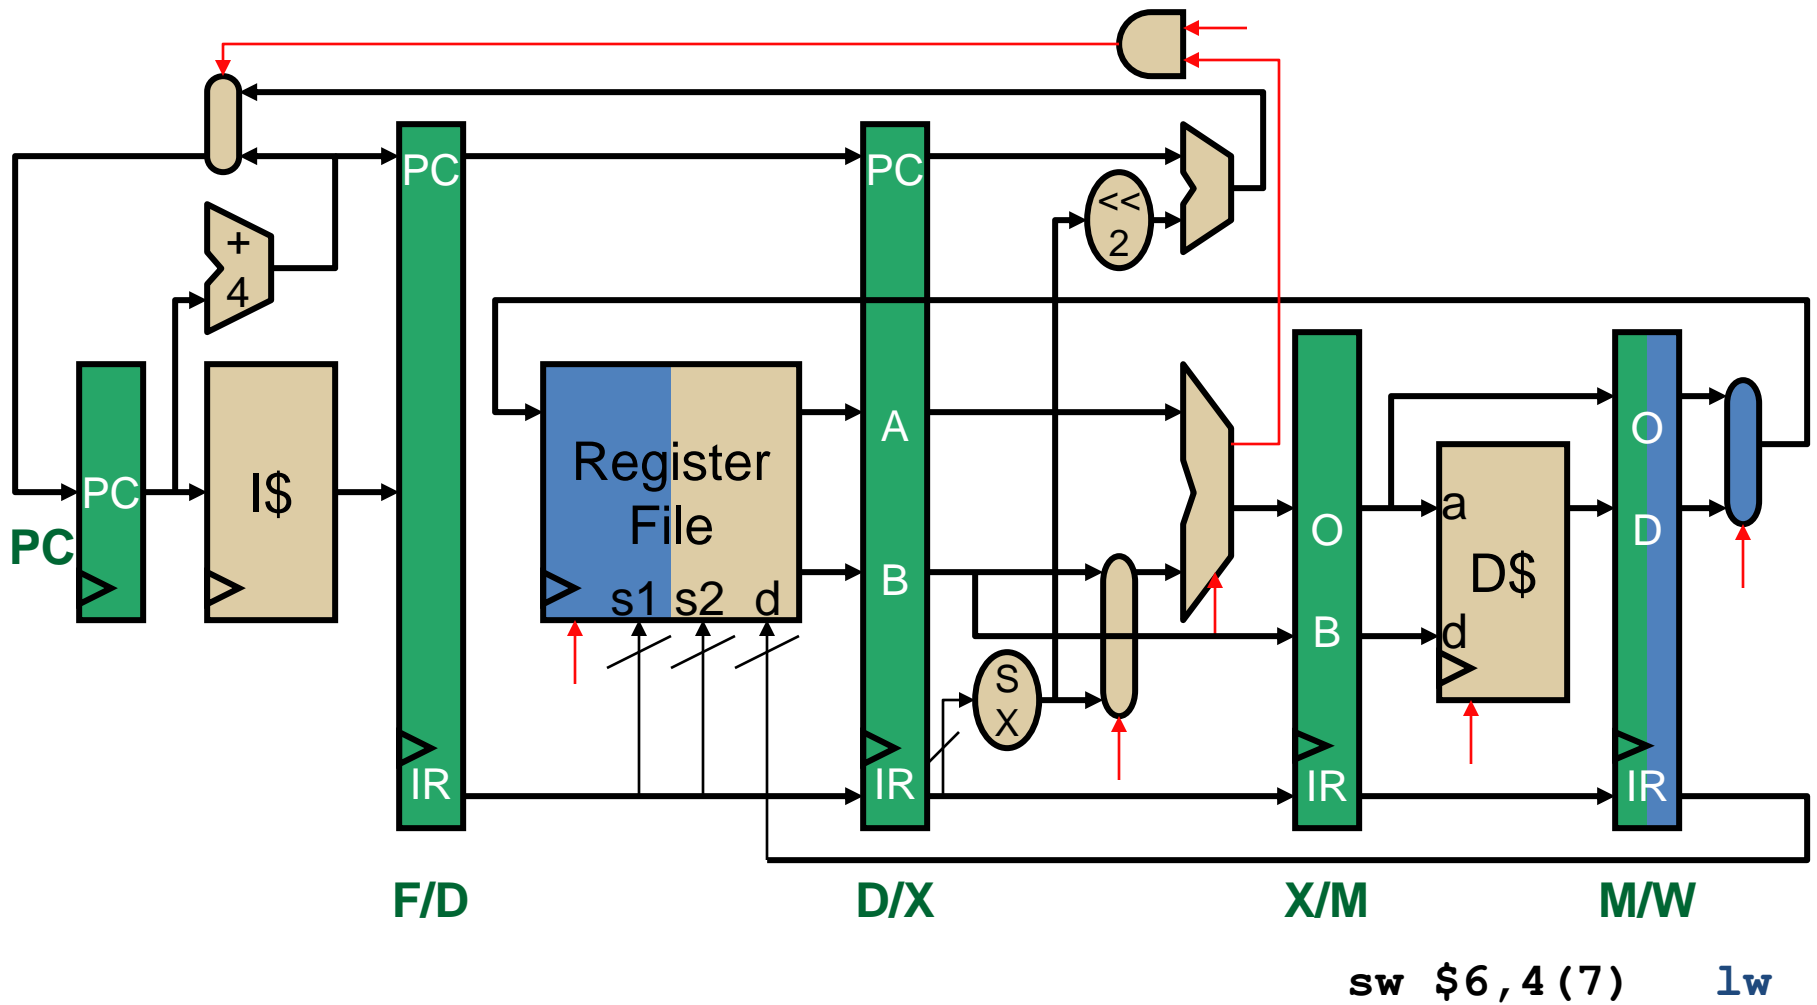 <<
2
PC
PC
+
4
A
O
Register
File
I$
PC
a
O
D
PC
D$
B
s1 s2 d
B
d
S
X
IR
IR
IR
IR
F/D
D/X
X/M
M/W
sw $6,4(7) lw